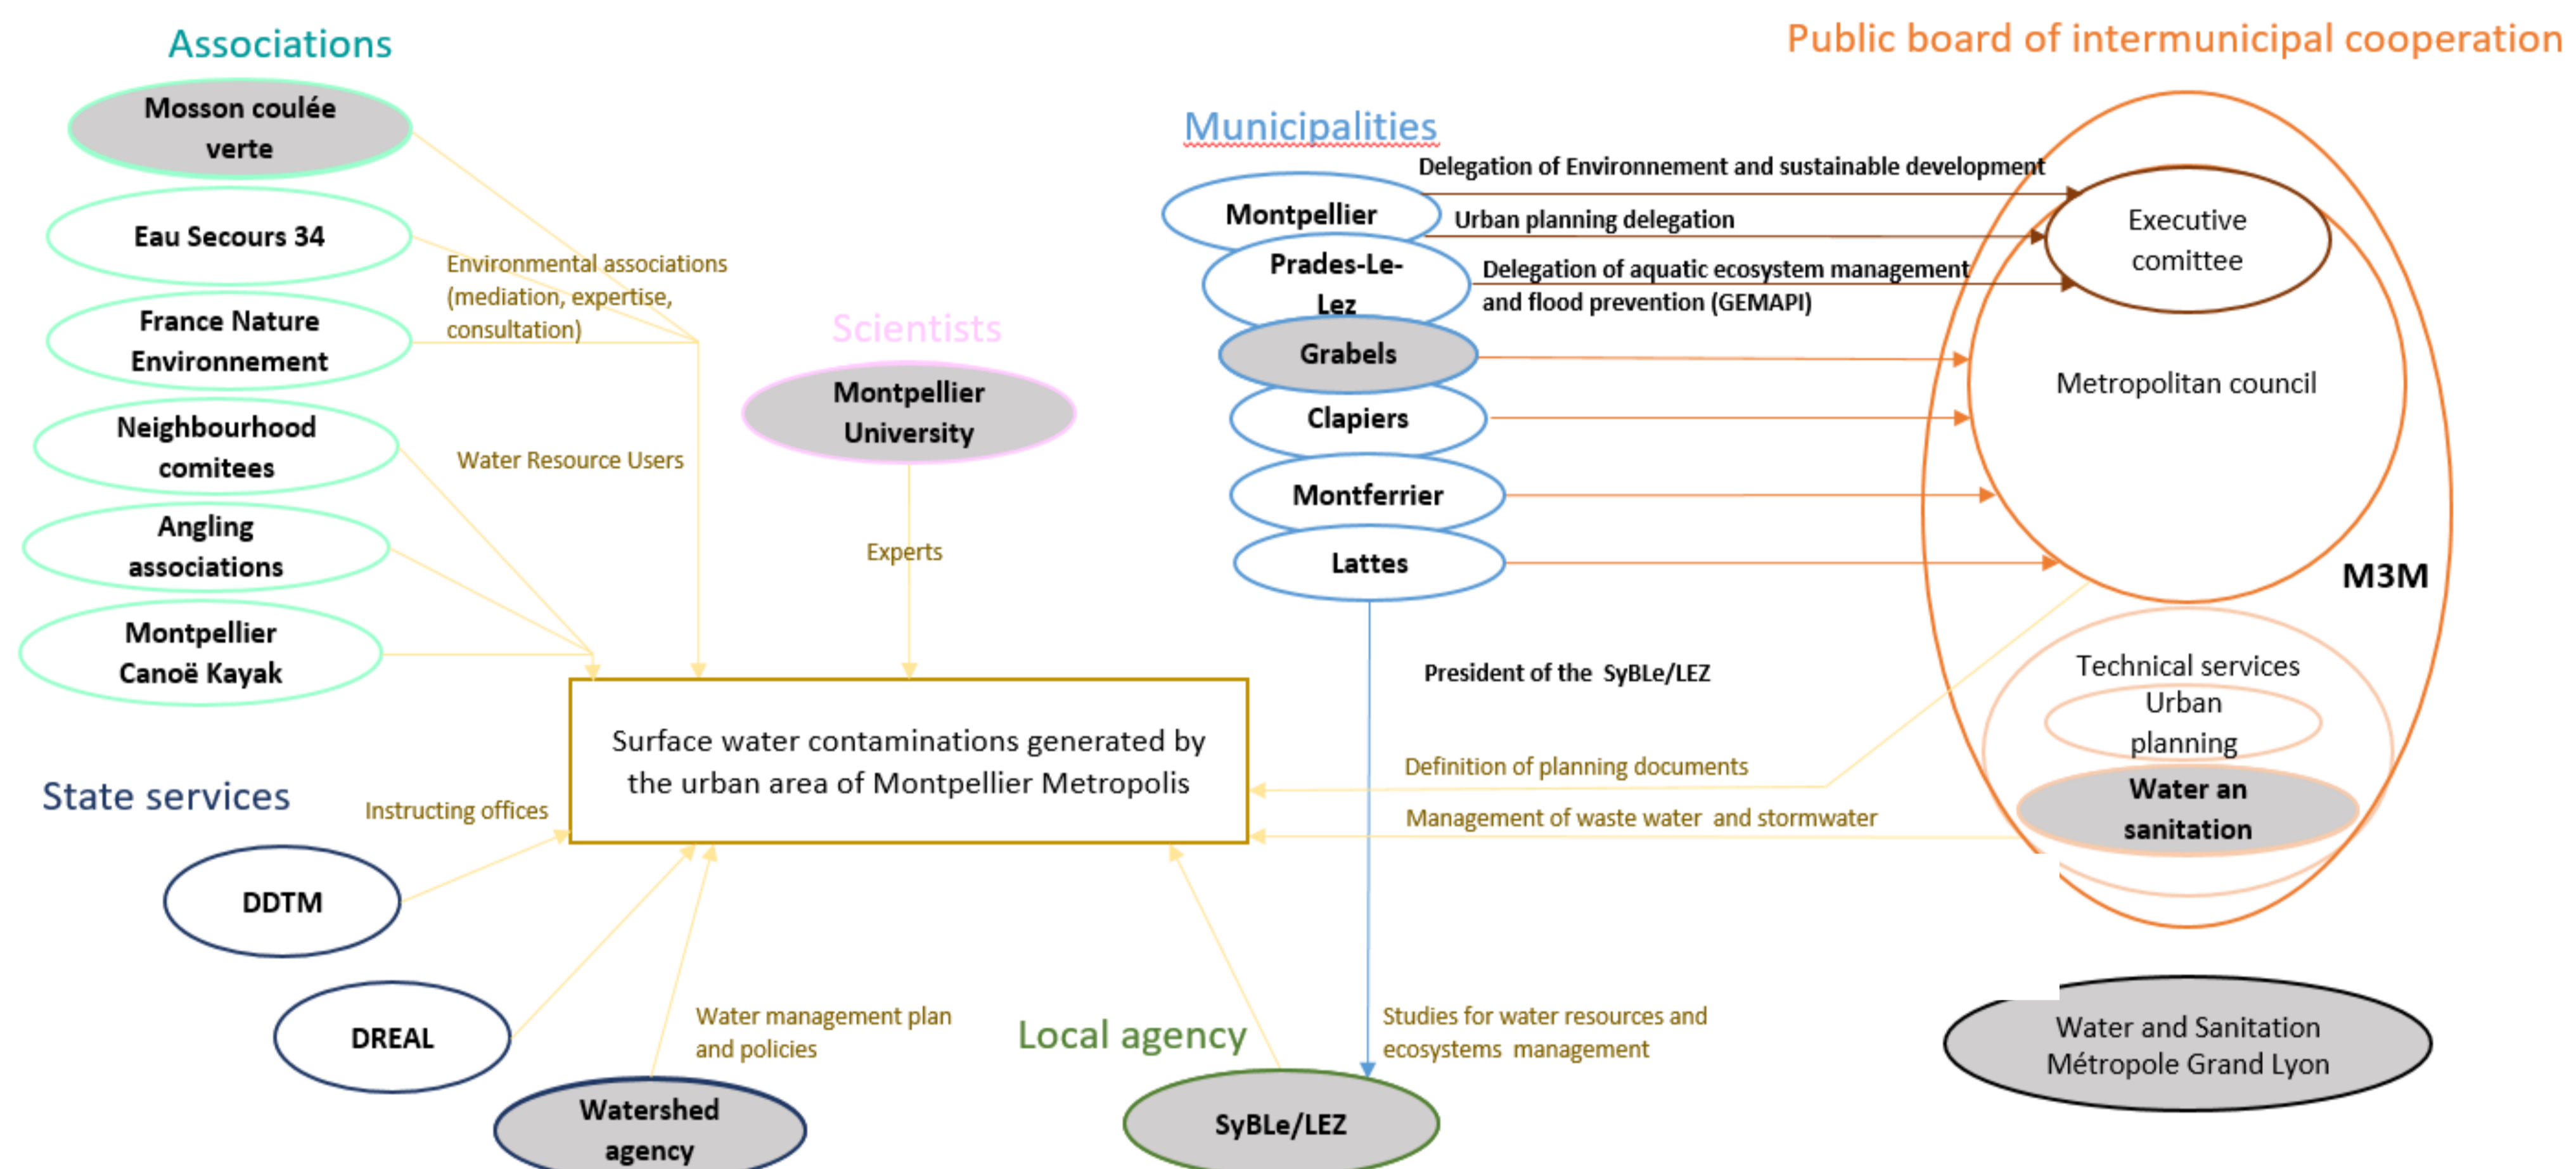 Associations
Mosson coulée
verte
Eau Secours 34
France Nature
Environnement
Neighbourhood
comitees
Angling
associations
Montpellier
Canoë Kayak
Environmental associations
(mediation, expertise,
consultation)
Water Resource Users
Scientists
Montpellier
University
Experts
Municipalities
Montpellier
Prades-Le-
Lez
Grabels
Clapiers
Montferrier
Lattes
Delegation of Environnement and sustainable development
Urban planning delegation
Delegation of aquatic ecosystem management
and flood prevention (GEMAPI)
Public board of intermunicipal cooperation
Executive
comittee
Metropolitan council
M3M
Technical services
Urban
planning
Water an
sanitation
President of the SyBLe/LEZ
Definition of planning documents
Management of waste water and stormwater
Surface water contaminations generated by
the urban area of Montpellier Metropolis
State services
Instructing offices
DDTM
DREAL
Watershed
agency
Water management plan
and policies
Local agency
SyBLe/LEZ
Studies for water resources and
ecosystems management
Water and Sanitation
Métropole Grand Lyon